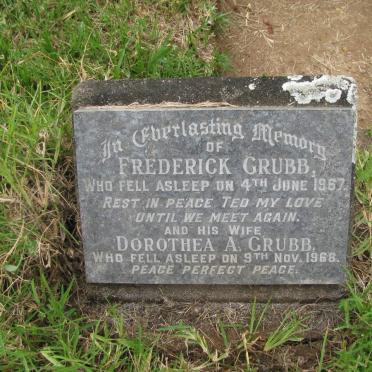 In Everlasting Memory
OF
FREDERICK GRUBB,
WHO FELL ASLEEP ON 4TH JUNE 1967.
REST IN PEACE TED MY LOVE
UNTIL WE MEET AGAIN.
AND HIS WIFE
DOROTHEA A. GRUBB,
WHO FELL ASLEEP ON 9TH NOV. 1968.
PEACE PERFECT PEACE.